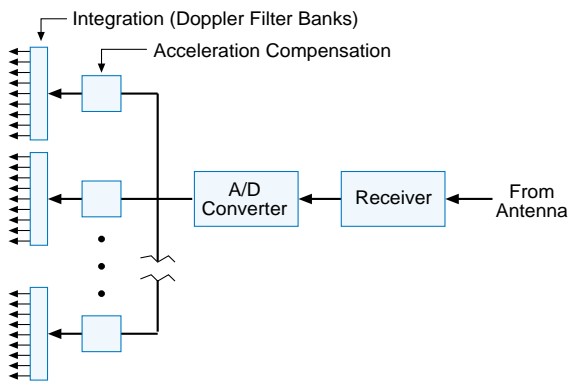 Integration (Doppler Filter Banks)
Acceleration Compensation
A/D
Converter
Receiver
From
Antenna